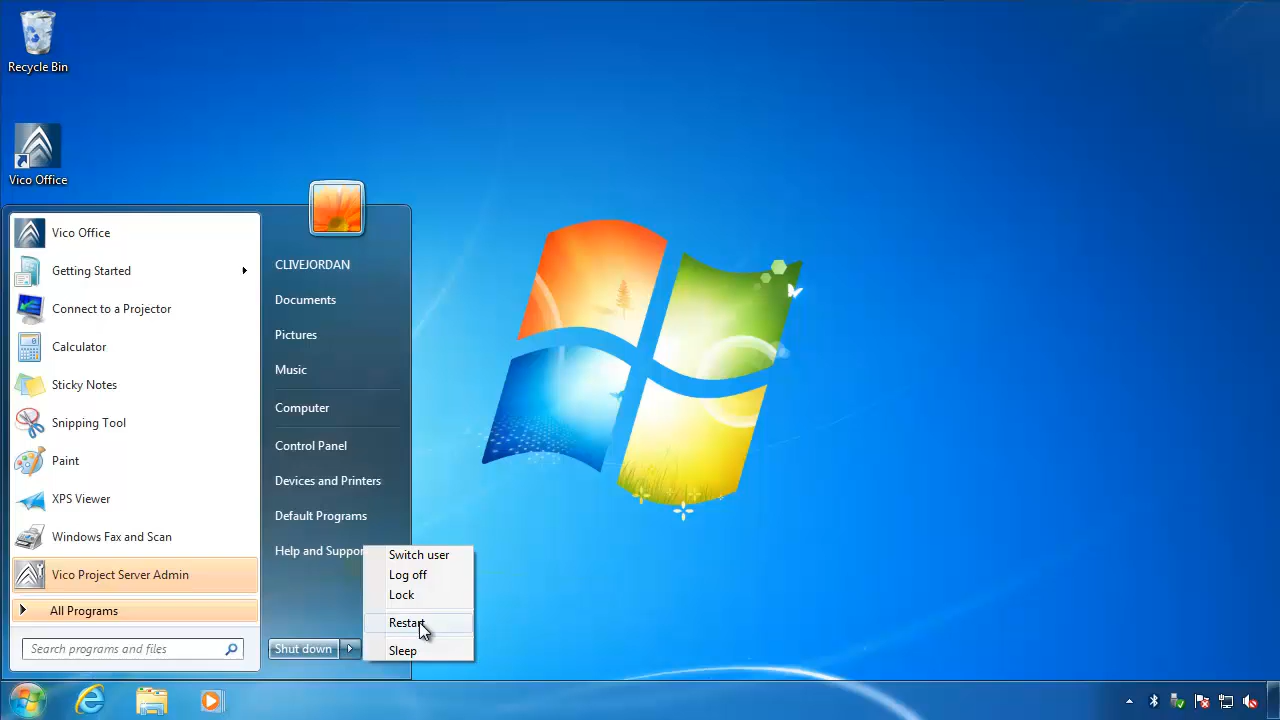 Recycle Bin
Vico Office
Vico Office
Getting Started
Connect to a Projector
Calculator
Sticky Notes
Snipping Tool
Paint
XPS Viewer
Windows Fax and Scan
Vico Project Server Admin
All Programs
Search programs and files
CLIVEJORDAN
Documents
Pictures
Music
Computer
Control Panel
Devices and Printers
Default Programs
Help and Suppor
Shut down
Switch user
Log off
Lock
Restart
Sleep